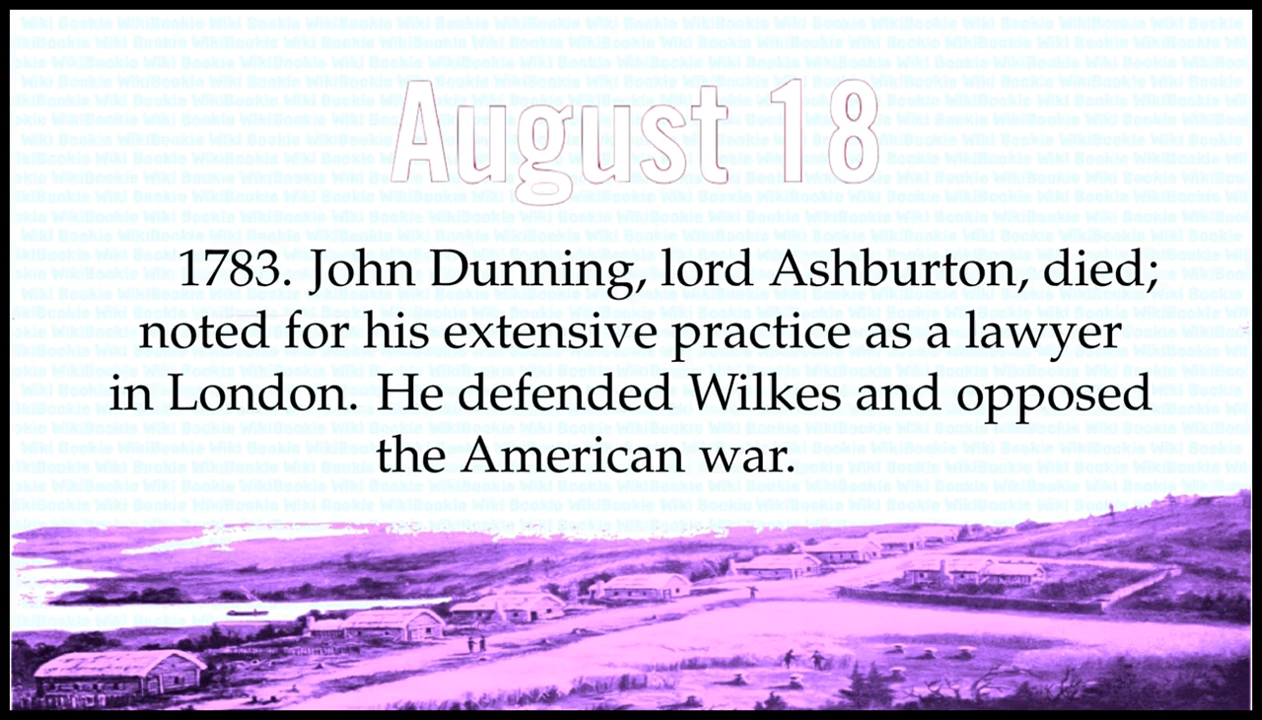 August 18
1783. John Dunning, lord Ashburton, died;
noted for his extensive practice as a lawyer
in London. He defended Wilkes and opposed
the American war.